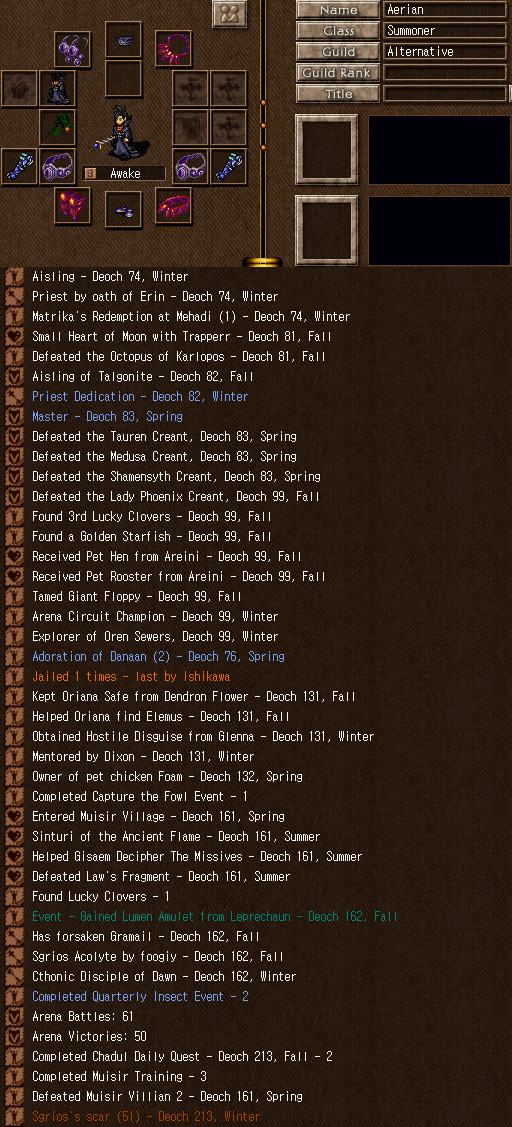 Name Aerian
Class Summoner
Guild Alternative
Guild Rank
Title
Awake
Aisling - Deoch 74, Winter
Priest by oath of Erin - Deoch 74, Winter
Matrika's Redemption at Mehadi (1) - Deoch 74, Winter
Small Heart of Moon with Trapperr - Deoch 81, Fall
Defeated the Octopus of Karlopos - Deoch 81, Fall
Aisling of Talgonite - Deoch 82, Fall
Priest Dedication - Deoch 82, Winter
Master - Deoch 83, Spring
Defeated the Tauren Creant, Deoch 83, Spring
Defeated the Medusa Creant, Deoch 83, Spring
Defeated the Shamensyth Creant, Deoch 83, Spring
Defeated the Lady Phoenix Creant, Deoch 99, Fall
Found 3rd Lucky Clovers - Deoch 99, Fall
Found a Golden Starfish - Deoch 99, Fall
Received Pet Hen from Areini - Deoch 99, Fall
Received Pet Rooster from Areini - Deoch 99, Fall
Tamed Giant Floppy - Deoch 99, Fall
Arena Circuit Champion - Deoch 99, Winter
Explorer of Oren Sewers, Deoch 99, Winter
Adoration of Danaan (2) - Deoch 76, Spring
Jailed 1 times - last by Ishikawa
Kept Oriana Safe from Dendron Flower - Deoch 131, Fall
Helped Oriana find Elemus - Deoch 131, Fall
Obtained Hostile Disguise from Glenna - Deoch 131, Winter
Mentored by Dixon - Deoch 131, Winter
Owner of pet chicken Foam - Deoch 132, Spring
Completed Capture the Fowl Event - 1
Entered Muisir Village - Deoch 161, Spring
Sinturi of the Ancient Flame - Deoch 161, Summer
Helped Gisaem Decipher The Missives - Deoch 161, Summer
Defeated Law's Fragment - Deoch 161, Summer
Found Lucky Clovers - 1
Event - Gained Lumen Amulet from Leprechaun - Deoch 162, Fall
Has forsaken Gramail - Deoch 162, Fall
Sgrios Acolyte by foogiy - Deoch 162, Fall
Cthonic Disciple of Dawn - Deoch 162, Winter
Completed Quarterly Insect Event - 2
Arena Battles: 61
Arena Victories: 50
Completed Chadul Daily Quest - Deoch 213, Fall - 2
Completed Muisir Training - 3
Defeated Muisir Villian 2 - Deoch 161, Spring
Sgrios's scar (51) - Deoch 213, Winter